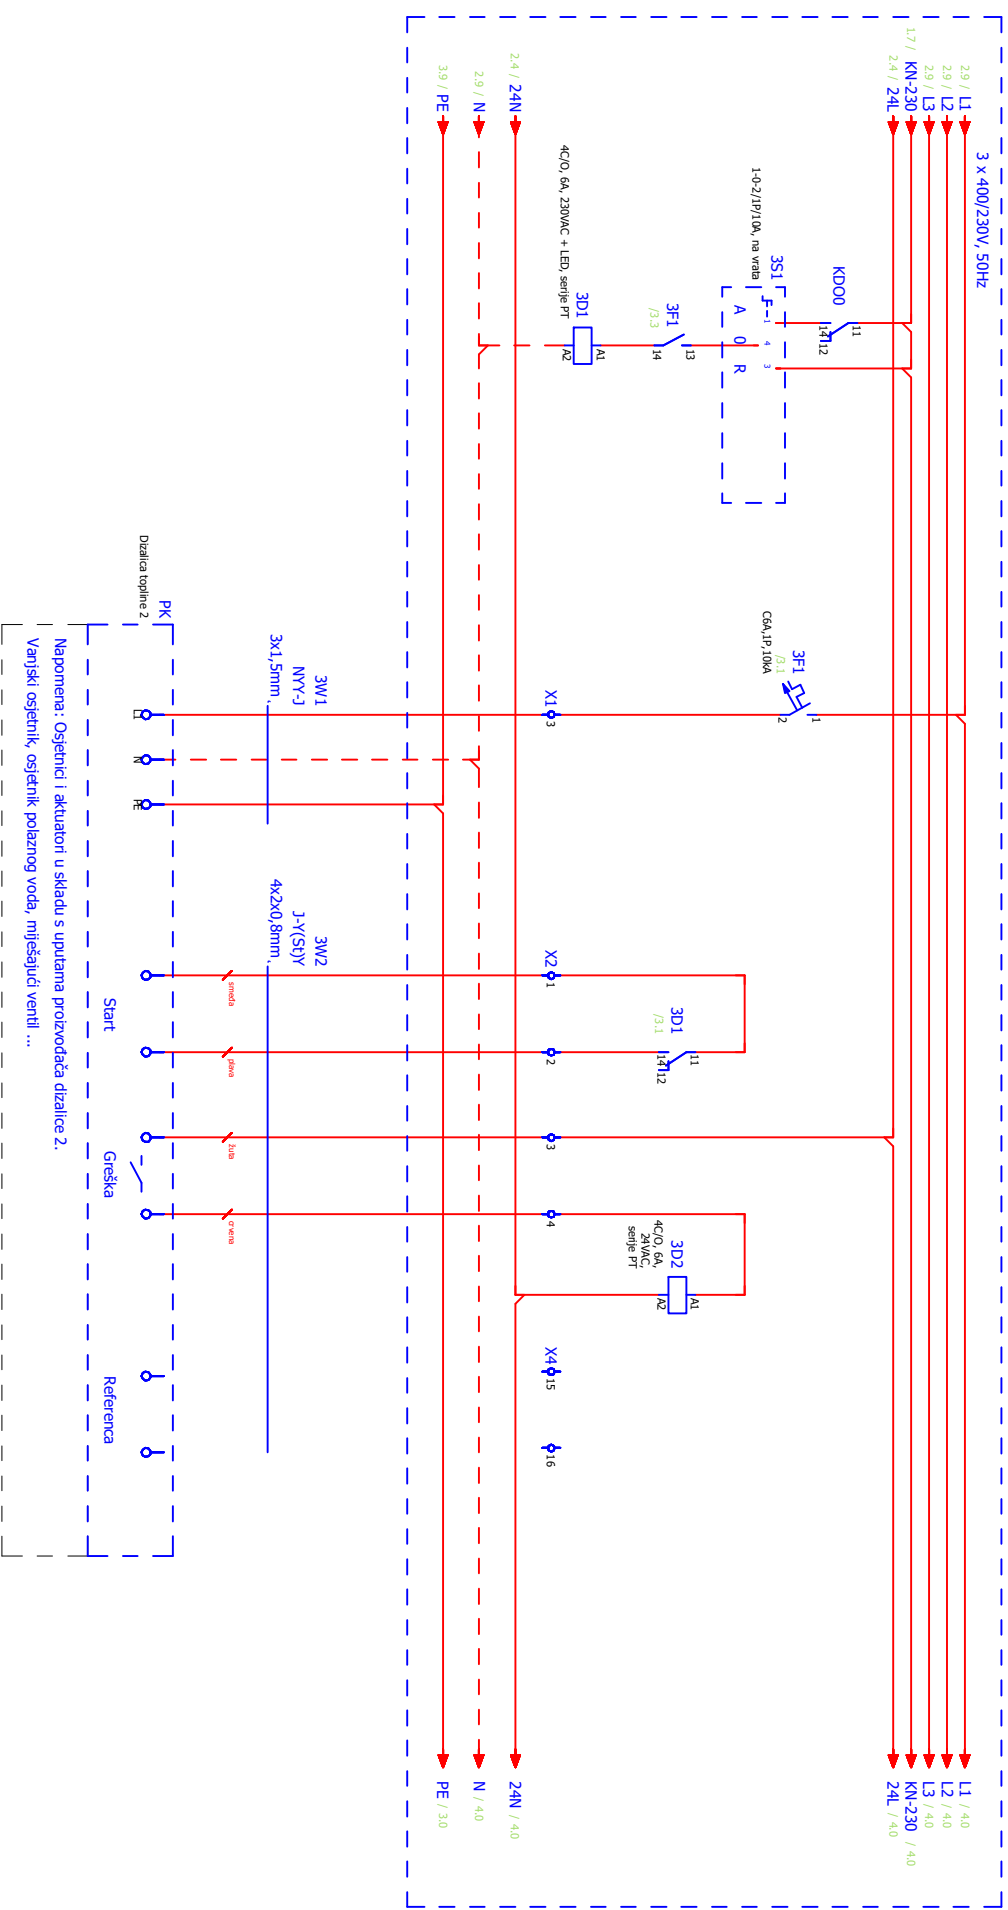 3 x 400/230V, 50Hz
2.9 / L1
2.9 / L2
2.9 / L3
1.7 / KN-230
2.4 / 24L
L1 / 4.0
L2 / 4.0
L3 / 4.0
KN-230 / 4.0
24L / 4.0
KDO0
11
14
12
3S1
1-0-2/1P/10A, na vrata
1
4
3
A 0 R
3F1
/3.3
13
14
3D1
4C/O, 6A, 230VAC + LED, serije PT
A1
A2
3F1
/3.1
C6A,1P,10kA
1
2
3D1
/3.1
11
14
12
3D2
4C/O, 6A,
24VAC,
serije PT
A1
A2
X1
3
X2
1
2
3
4
X4
15
16
2.4 / 24N
24N / 4.0
2.9 / N
N / 4.0
3.9 / PE
PE / 3.0
3W1
NYY-J
3x1,5mm
3W2
J-Y(St)Y
4x2x0,8mm
smeđa
plava
žuta
crvena
PK
Dizalica topline 2
L1
N
PE
Start
Greška
Referenca
Napomena: Osjetnici i aktuatori u skladu s uputama proizvođača dizalice 2.
Vanjski osjetnik, osjetnik polaznog voda, miješajući ventil ...